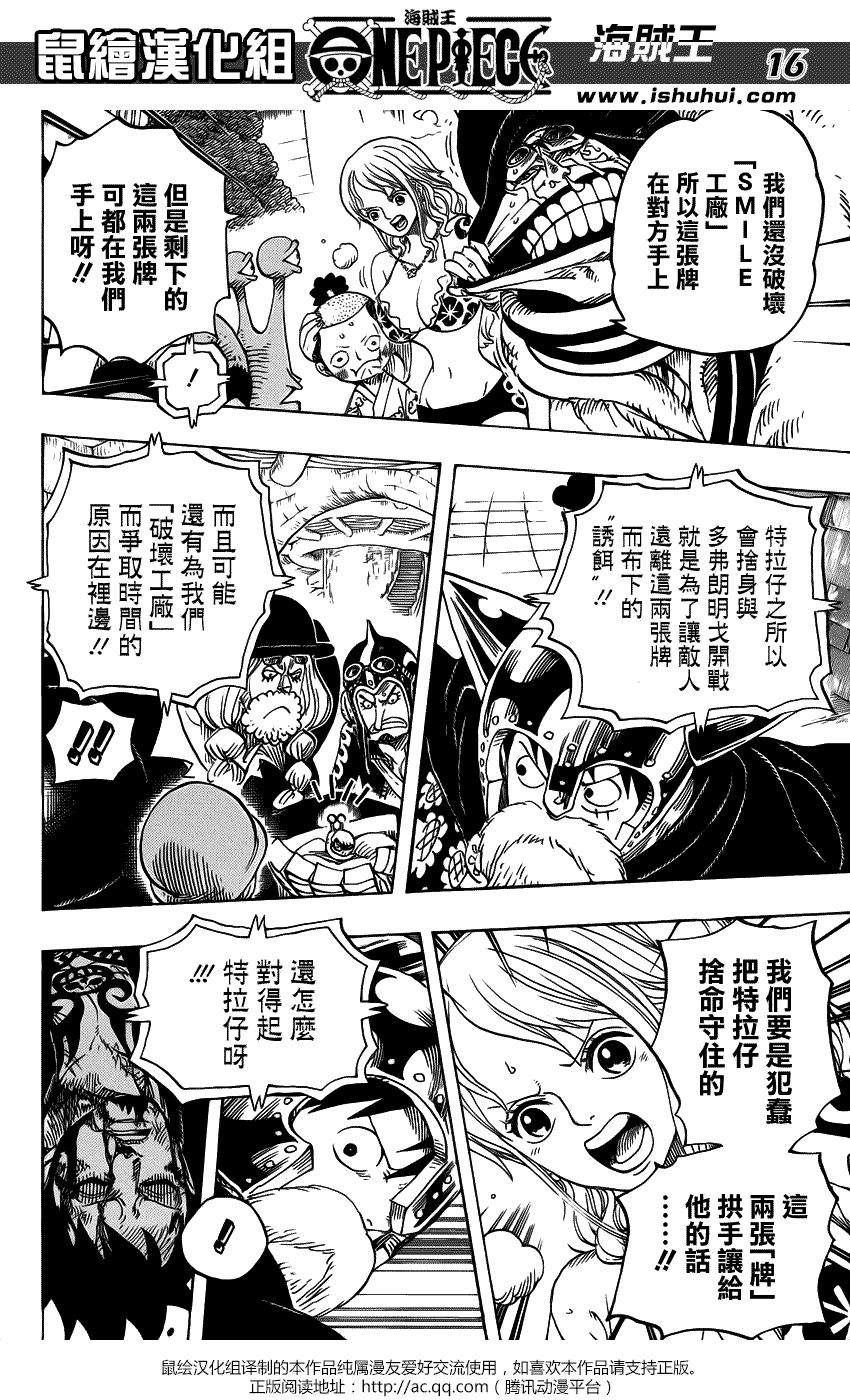 鼠繪漢化組
海賊王
ONE PIECE
海賊王
16
www.ishuhui.com
我們還沒破壞
「SMILE
工廠」
所以這張牌
在對方手上
但是剩下的
這兩張牌
可都在我們
手上呀!!
!
特拉仔之所以
會捨身與
多弗朗明戈開戰
就是為了讓敵人
遠離這兩張牌
而布下的
"誘餌"!!
而且可能
還有為我們
「破壞工廠」
而爭取時間的
原因在裡邊!!
!!
我們要是犯蠢
把特拉仔
捨命守住的
這
兩張「牌」
拱手讓給
他的話
……!!
還怎麼
對得起
特拉仔呀
!!!
!
鼠绘汉化组译制的本作品纯属漫友爱好交流使用，如喜欢本作品请支持正版。
正版阅读地址：http://ac.qq.com（腾讯动漫平台）